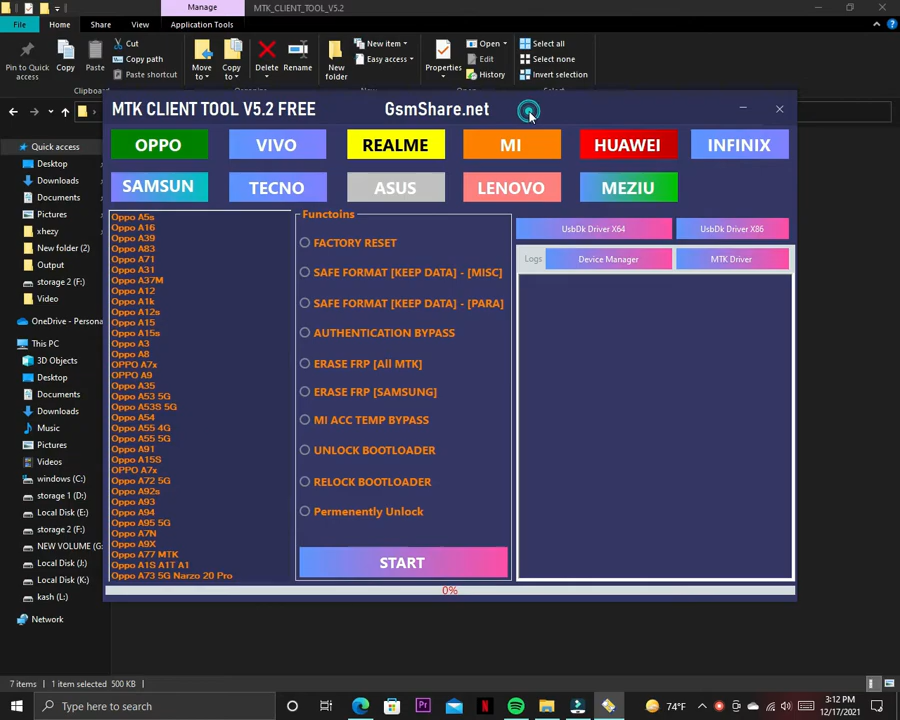 Manage
MTK_CLIENT_TOOL_V5.2
File
Home
Share
View
Application Tools
Pin to Quick access
Copy
Paste
Cut
Copy path
Paste shortcut
Clipboard
Move to
Copy to
Delete
Rename
New folder
New item
Easy access
Properties
Open
Edit
History
Select all
Select none
Invert selection
MTK CLIENT TOOL V5.2 FREE
GsmShare.net
OPPO
VIVO
REALME
MI
HUAWEI
INFINIX
SAMSUN
TECNO
ASUS
LENOVO
MEZIU
Quick access
Desktop
Downloads
Documents
Pictures
xhezy
New folder (2)
Output
storage 2 (F:)
Video
OneDrive - Persona
This PC
3D Objects
Desktop
Documents
Downloads
Music
Pictures
Videos
windows (C:)
storage 1 (D:)
Local Disk (E:)
storage 2 (F:)
NEW VOLUME (G:
Local Disk (J:)
Local Disk (K:)
kash (L:)
Network
Oppo A5s
Oppo A16
Oppo A39
Oppo A83
Oppo A71
Oppo A31
Oppo A37M
Oppo A12
Oppo A1k
Oppo A12s
Oppo A15
Oppo A15s
Oppo A3
Oppo A8
OPPO A7x
OPPO A9
Oppo A35
Oppo A53 5G
Oppo A53S 5G
Oppo A54
Oppo A55 4G
Oppo A55 5G
Oppo A91
Oppo A15S
OPPO A7x
Oppo A72 5G
Oppo A92s
Oppo A93
Oppo A94
Oppo A95 5G
Oppo A7N
Oppo A9X
Oppo A77 MTK
Oppo A1S A1T A1
Oppo A73 5G Narzo 20 Pro
Functoins
FACTORY RESET
SAFE FORMAT [KEEP DATA] - [MISC]
SAFE FORMAT [KEEP DATA] - [PARA]
AUTHENTICATION BYPASS
ERASE FRP [All MTK]
ERASE FRP [SAMSUNG]
MI ACC TEMP BYPASS
UNLOCK BOOTLOADER
RELOCK BOOTLOADER
Permenently Unlock
START
UsbDk Driver X64
UsbDk Driver X86
Logs
Device Manager
MTK Driver
0%
7 items
1 item selected 500 KB
Type here to search
Pr
N
74°F
3:12 PM
12/17/2021